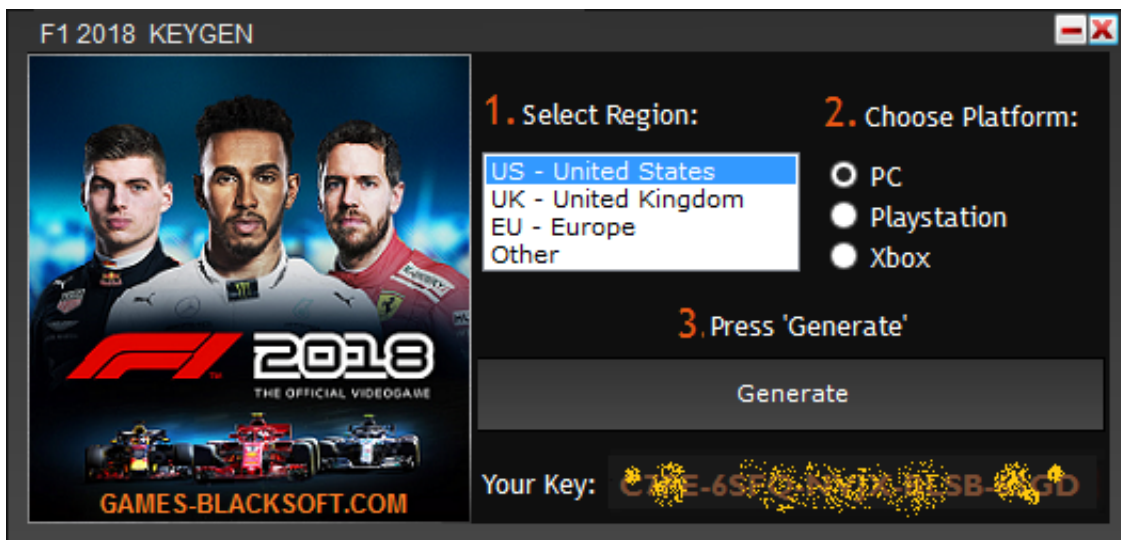 F1 2018 KEYGEN
1. Select Region:
US - United States
UK - United Kingdom
EU - Europe
Other
2. Choose Platform:
PC
Playstation
Xbox
3. Press 'Generate'
Generate
Your Key:
F1 2018
THE OFFICIAL VIDEOGAME
GAMES-BLACKSOFT.COM